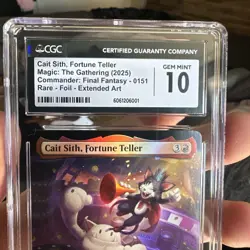 CGC
CERTIFIED GUARANTY COMPANY
Cait Sith, Fortune Teller
Magic: The Gathering (2025)
Commander: Final Fantasy - 0151
Rare - Foil - Extended Art
GEM MINT
10
6061206001
Cait Sith, Fortune Teller
3